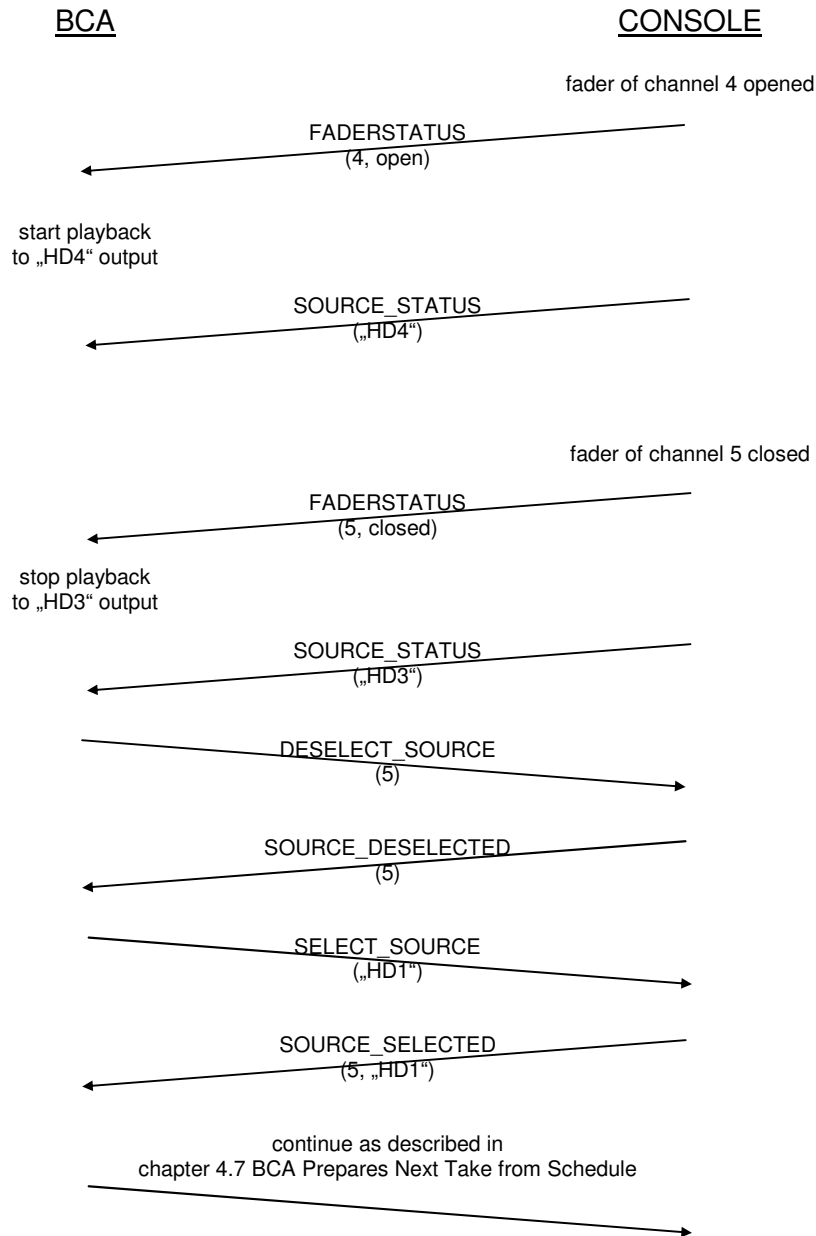 BCA
CONSOLE
fader of channel 4 opened
FADERSTATUS
(4, open)
start playback
to „HD4“ output
SOURCE_STATUS
(„HD4“)
fader of channel 5 closed
FADERSTATUS
(5, closed)
stop playback
to „HD3“ output
SOURCE_STATUS
(„HD3“)
DESELECT_SOURCE
(5)
SOURCE_DESELECTED
(5)
SELECT_SOURCE
(„HD1“)
SOURCE_SELECTED
(5, „HD1“)
continue as described in
chapter 4.7 BCA Prepares Next Take from Schedule